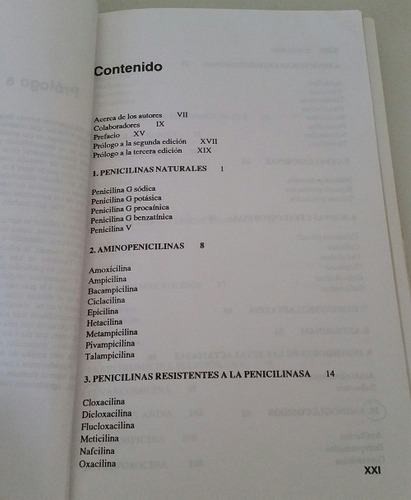 Contenido
Acerca de los autores VII
Colaboradores IX
Prefacio XV
Prólogo a la segunda edición XVII
Prólogo a la tercera edición XIX
1. PENICILINAS NATURALES 1
Penicilina G sódica
Penicilina G potásica
Penicilina G procaínica
Penicilina G benzatínica
Penicilina V
2. AMINOPENICILINAS 8
Amoxicilina
Ampicilina
Bacampicilina
Ciclacilina
Epicilina
Hetacilina
Metampicilina
Pivampicilina
Talampicilina
3. PENICILINAS RESISTENTES A LA PENICILINASA 14
Cloxacilina
Dicloxacilina
Flucloxacilina
Meticilina
Nafcilina
Oxacilina
XXI